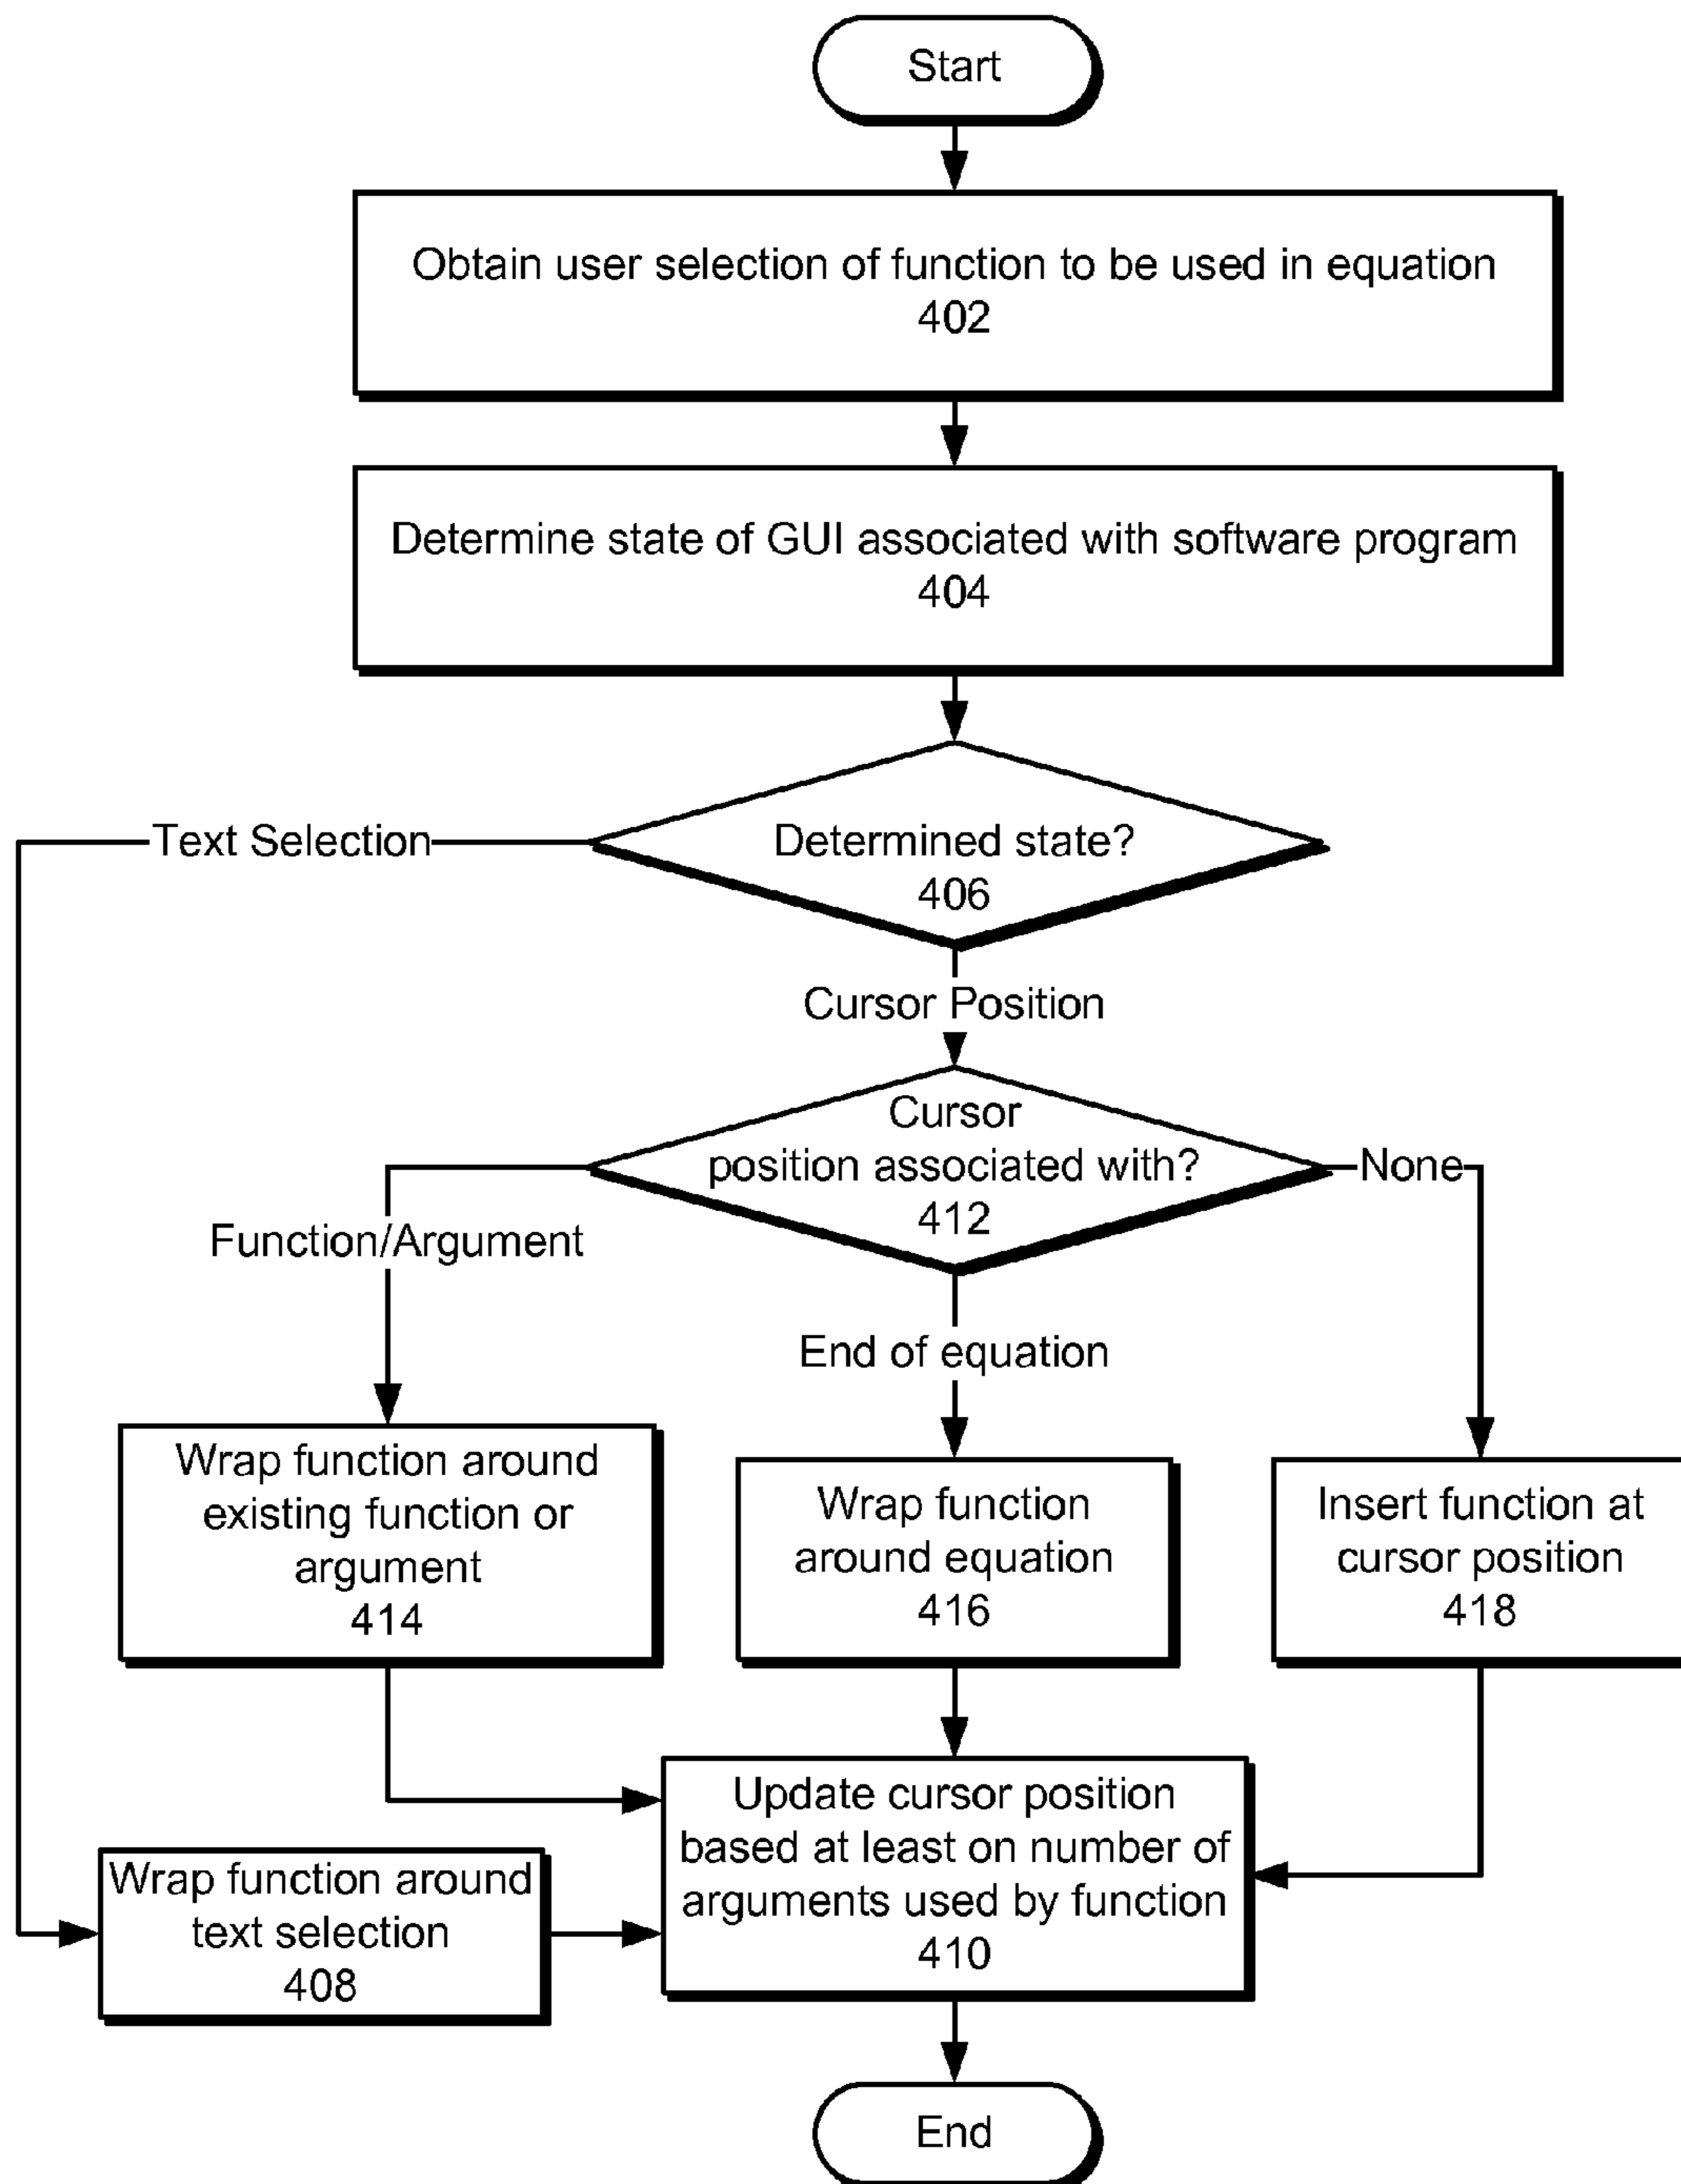 Start
Obtain user selection of function to be used in equation
402
Determine state of GUI associated with software program
404
Text Selection
Determined state?
406
Cursor Position
Cursor
position associated with?
412
None
Function/Argument
End of equation
Wrap function around
existing function or
argument
414
Wrap function
around equation
416
Insert function at
cursor position
418
Update cursor position
based at least on number of
arguments used by function
410
Wrap function around
text selection
408
End